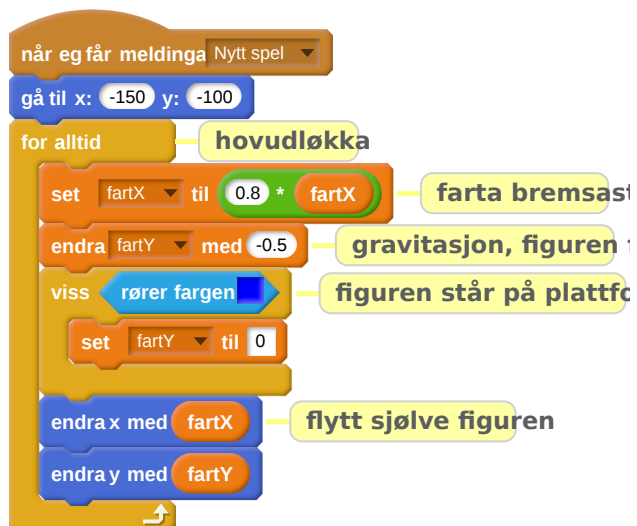 når eg får meldinga Nytt spel
gå til x: -150 y: -100
for alltid hovudløkka
set fartX til 0.8 * fartX farta bremsast
endra fartY med -0.5 gravitasjon, figuren f
viss rører fargen figuren står på plattfo
set fartY til 0
endra x med fartX flytt sjølve figuren
endra y med fartY